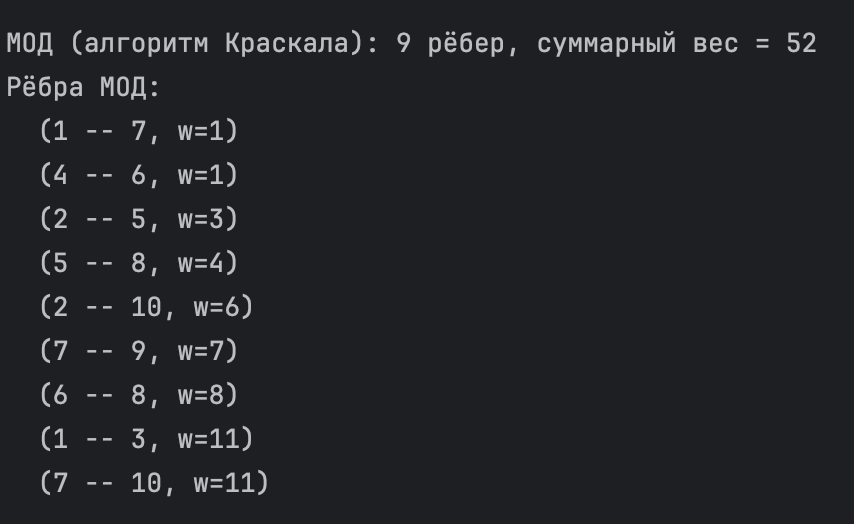 МОД (алгоритм Краскала): 9 рёбер, суммарный вес = 52
Рёбра МОД:
(1 -- 7, w=1)
(4 -- 6, w=1)
(2 -- 5, w=3)
(5 -- 8, w=4)
(2 -- 10, w=6)
(7 -- 9, w=7)
(6 -- 8, w=8)
(1 -- 3, w=11)
(7 -- 10, w=11)